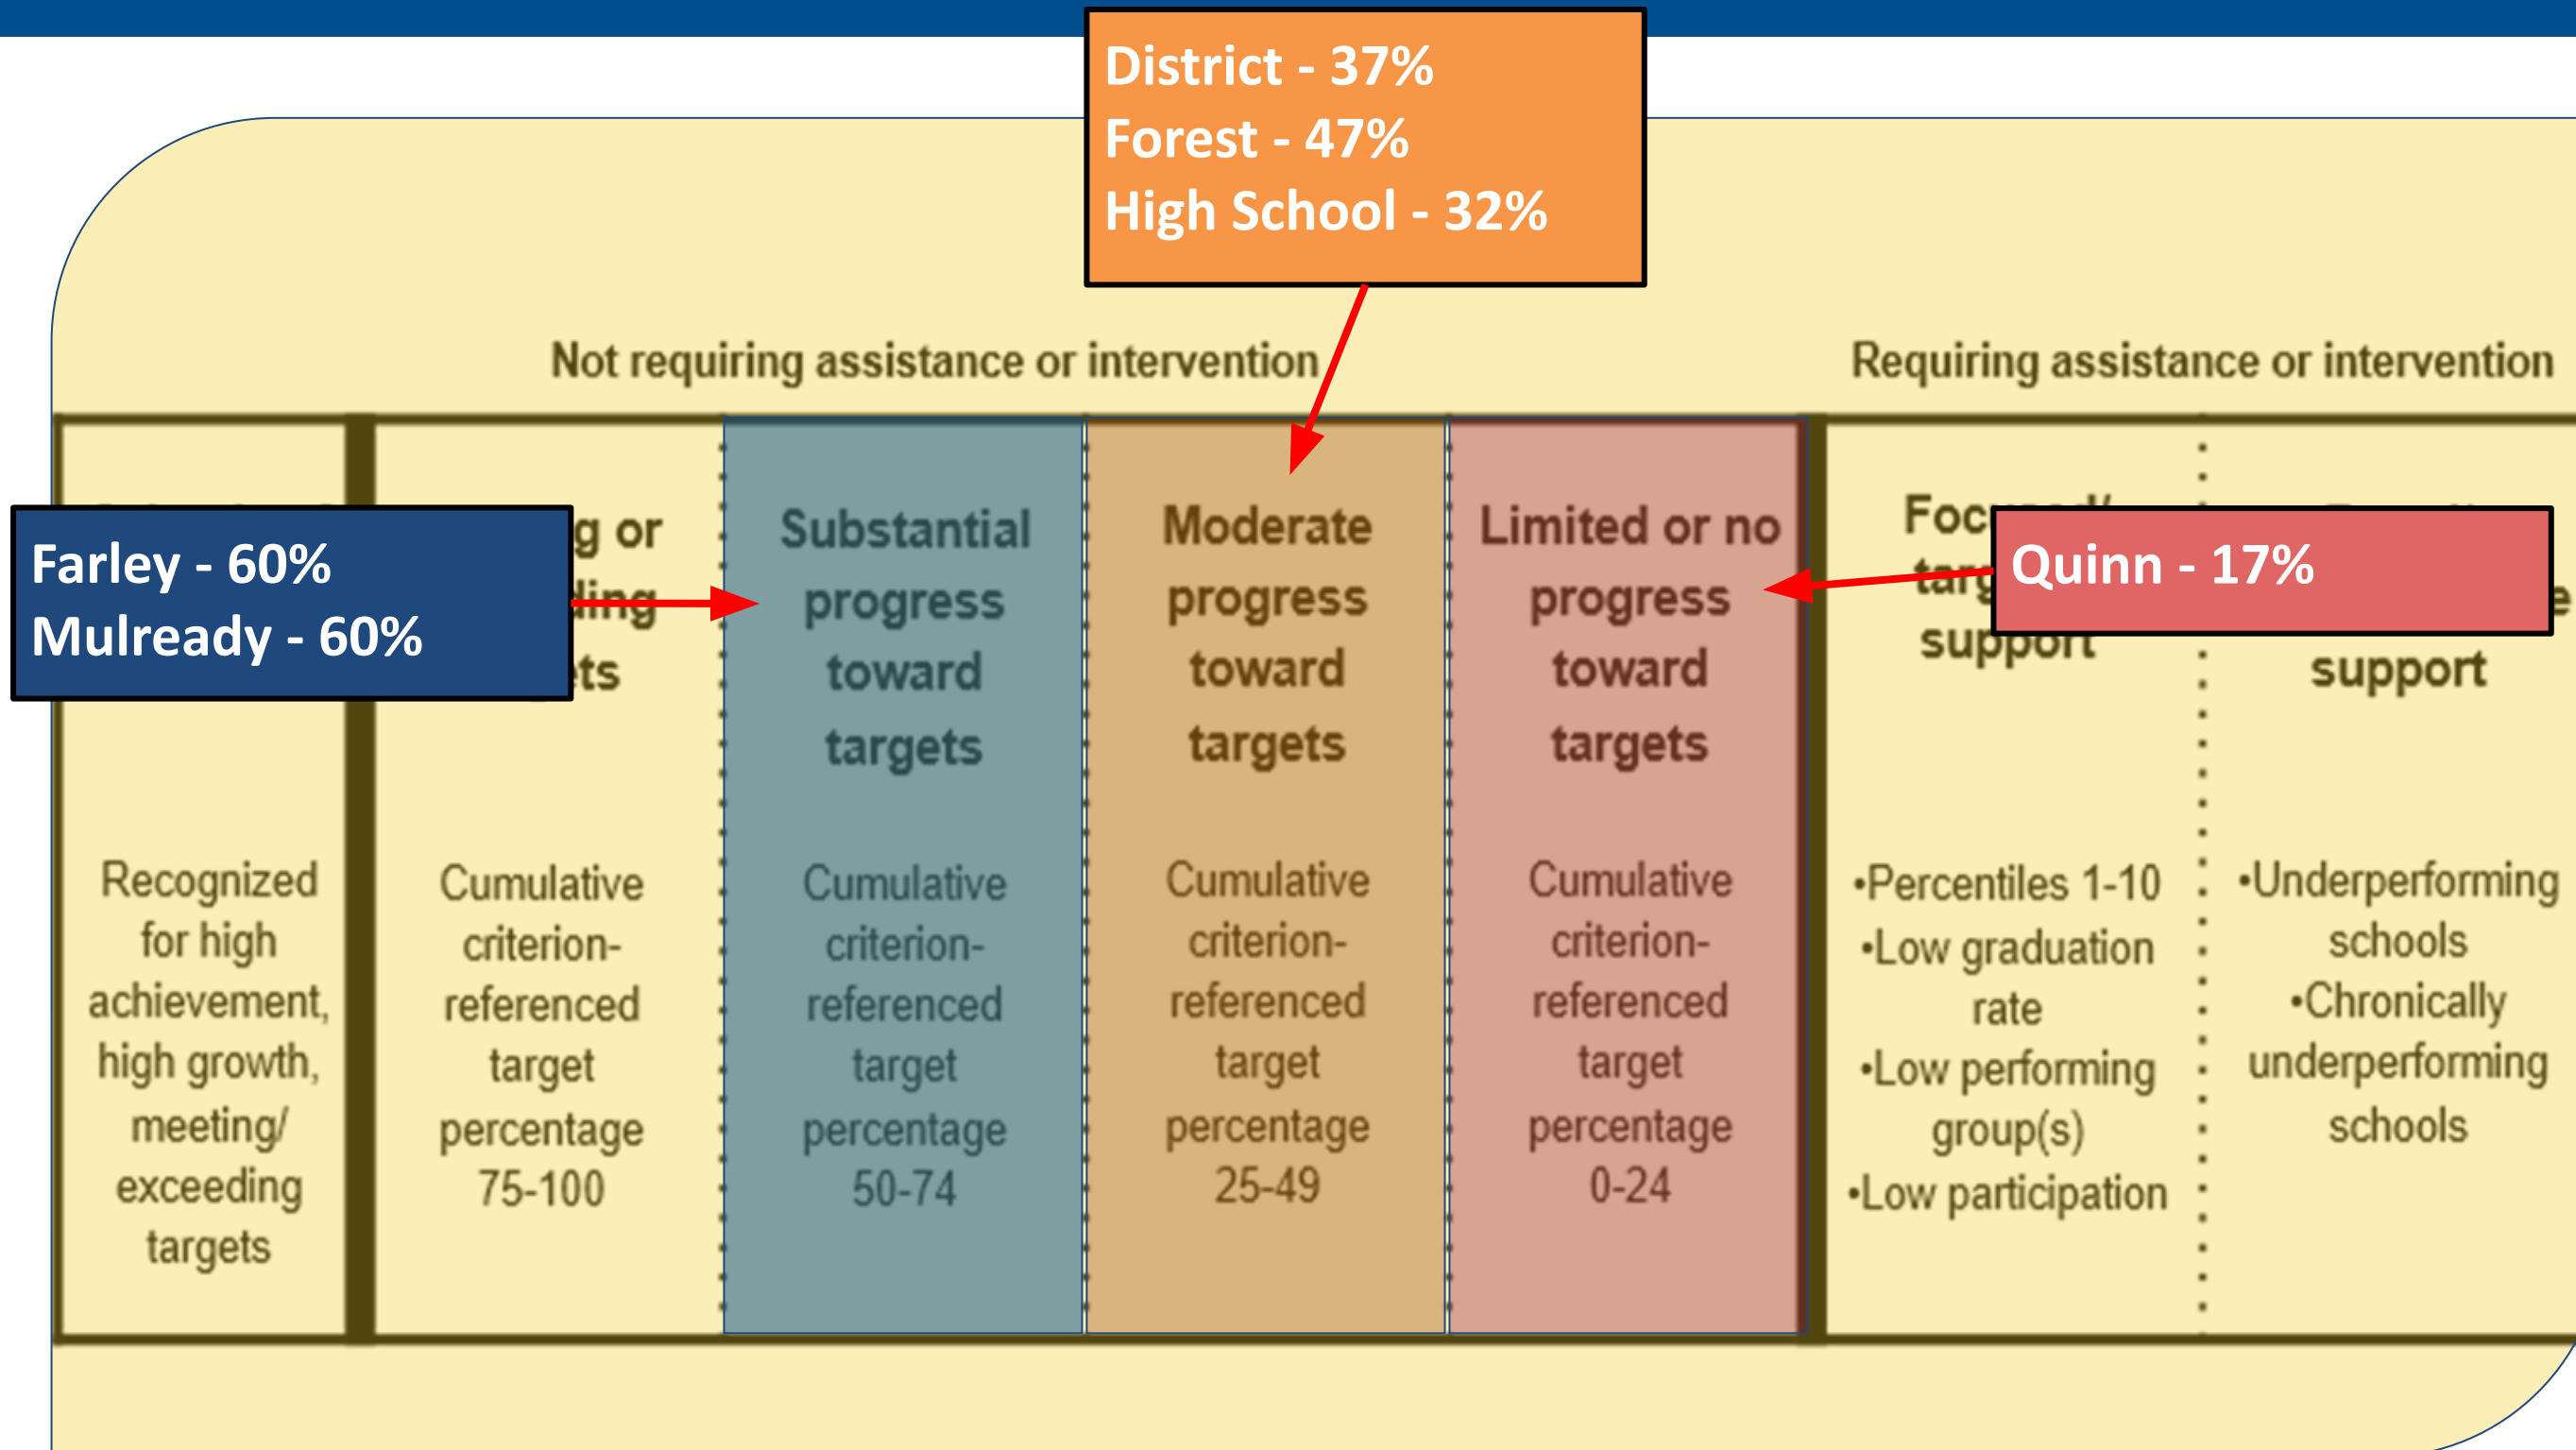 District - 37%
Forest - 47%
High School - 32%
Not requiring assistance or intervention
Requiring assistance or intervention
Farley - 60%
Mulready - 60%
or
Substantial
progress
toward
targets
Moderate
progress
toward
targets
Limited or no
progress
toward
targets
Quinn - 17%
support
support
Recognized
for high
achievement,
high growth,
meeting/
exceeding
targets
Cumulative
criterion-
referenced
target
percentage
75-100
Cumulative
criterion-
referenced
target
percentage
50-74
Cumulative
criterion-
referenced
target
percentage
25-49
Cumulative
criterion-
referenced
target
percentage
0-24
•Percentiles 1-10
•Low graduation
rate
•Low performing
group(s)
•Low participation
•Underperforming
schools
•Chronically
underperforming
schools